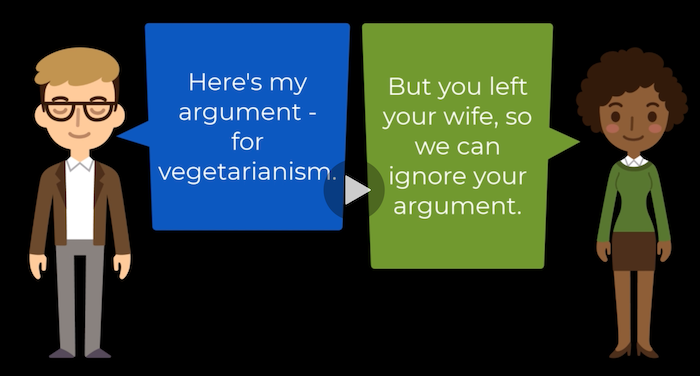 Here's my
argument -
for
vegetarianism.
But you left
your wife, so
we can
ignore your
argument.